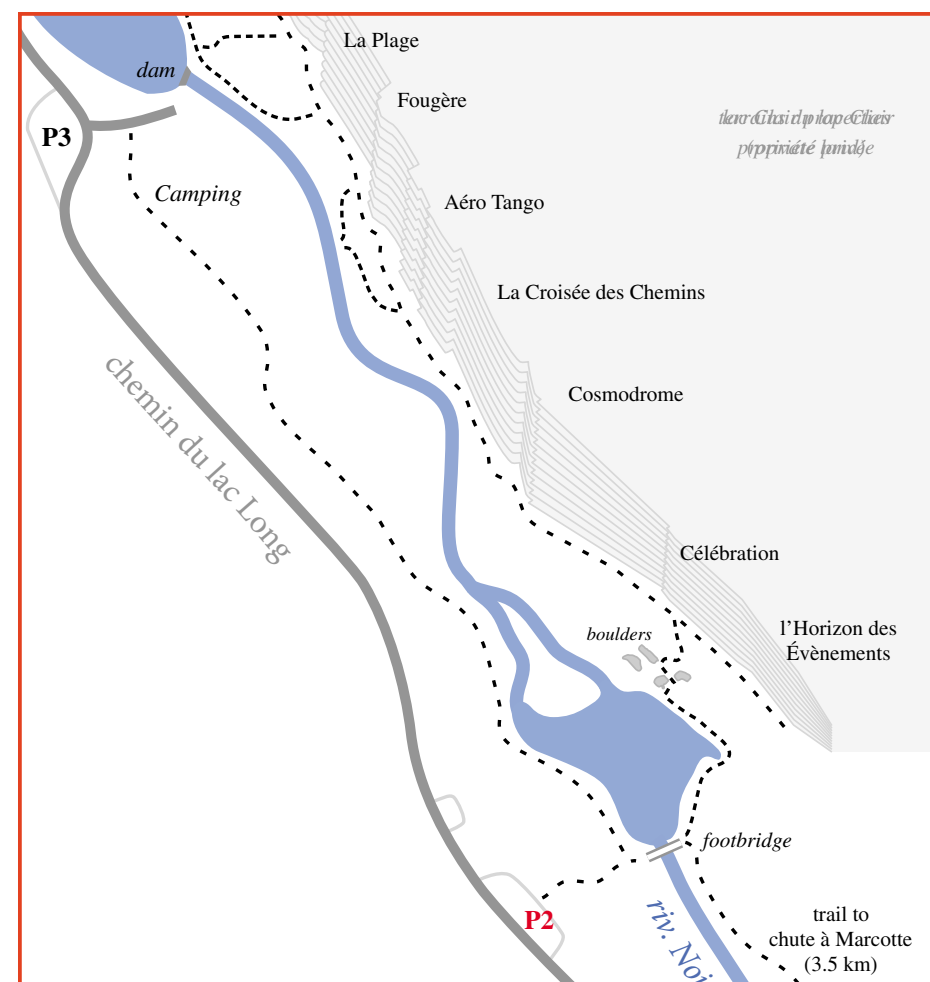 La Plage
dam
Fougère
P3
Camping
Aéro Tango
La Croisée des Chemins
chemin du lac Long
Cosmodrome
Célébration
boulders
l’Horizon des
Évènements
footbridge
P2
riv. Noi
trail to
chute à Marcotte
(3.5 km)